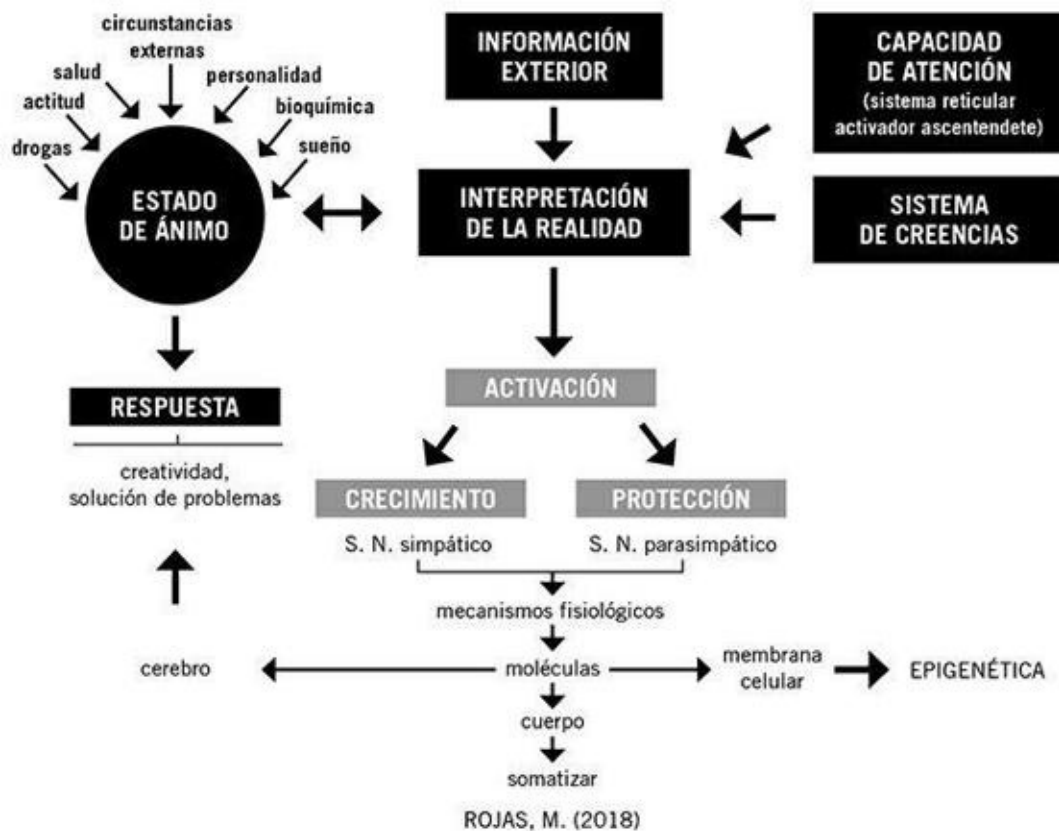 circunstancias
externas
salud
personalidad
actitud
bioquímica
drogas
sueño
ESTADO
DE ÁNIMO
INFORMACIÓN
EXTERIOR
CAPACIDAD
DE ATENCIÓN
(sistema reticular
activador ascentendete)
INTERPRETACIÓN
DE LA REALIDAD
SISTEMA
DE CREENCIAS
RESPUESTA
creatividad,
solución de problemas
ACTIVACIÓN
CRECIMIENTO
PROTECCIÓN
S. N. simpático
S. N. parasimpático
mecanismos fisiológicos
cerebro
moléculas
membrana
celular
EPIGENÉTICA
cuerpo
somatizar
ROJAS, M. (2018)